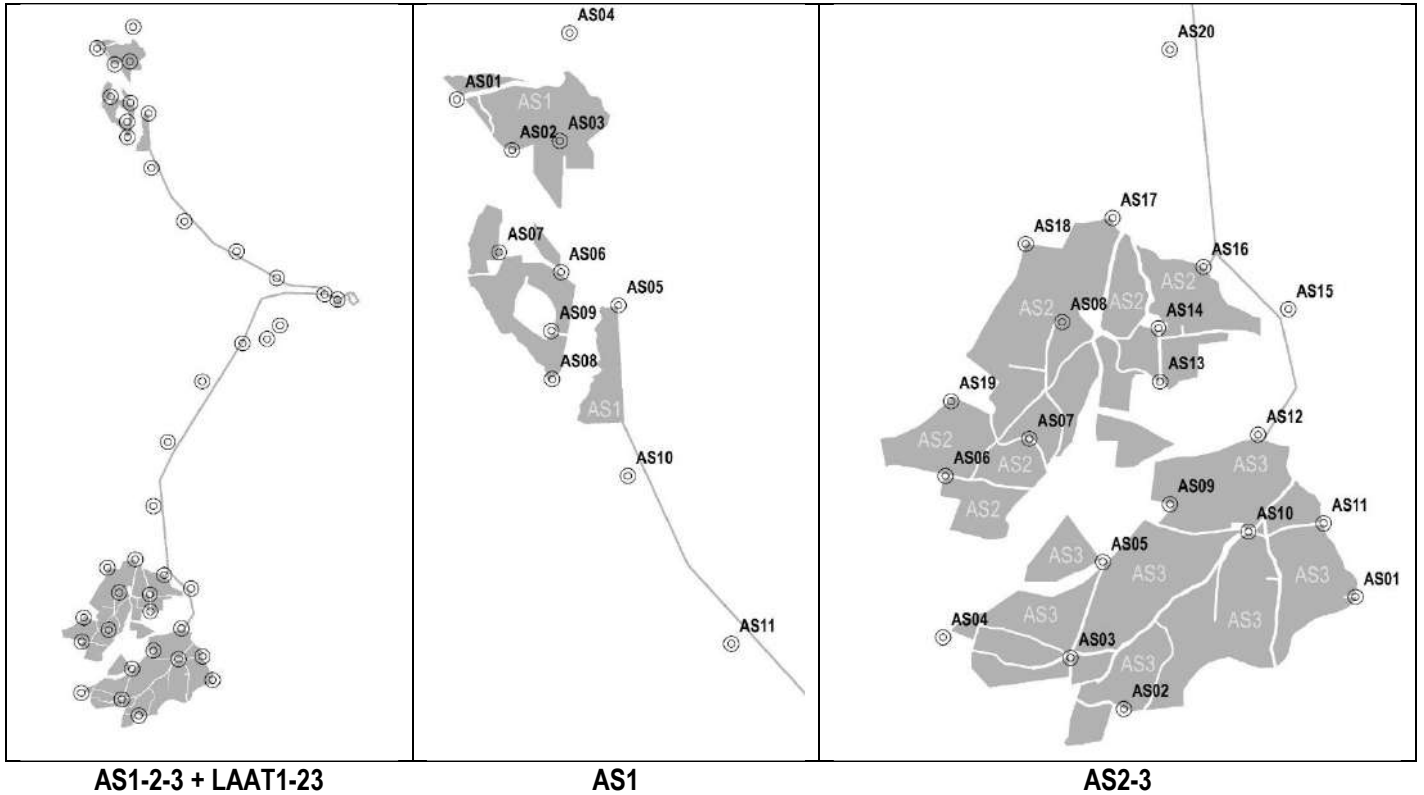 AS04
AS01
AS1
AS02
AS03
AS07
AS06
AS05
AS09
AS08
AS1
AS10
AS11
AS20
AS17
AS18
AS16
AS2
AS15
AS2
AS08
AS2
AS14
AS13
AS19
AS12
AS07
AS2
AS2
AS06
AS3
AS09
AS2
AS10
AS11
AS3
AS05
AS3
AS3
AS01
AS3
AS3
AS04
AS03
AS3
AS02
AS1-2-3 + LAAT1-23
AS1
AS2-3